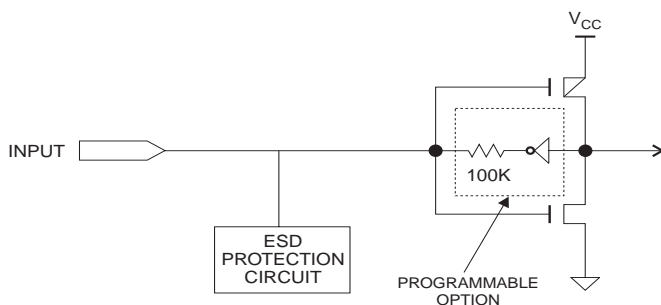 VCC
INPUT
100K
ESD
PROTECTION
CIRCUIT
PROGRAMMABLE
OPTION